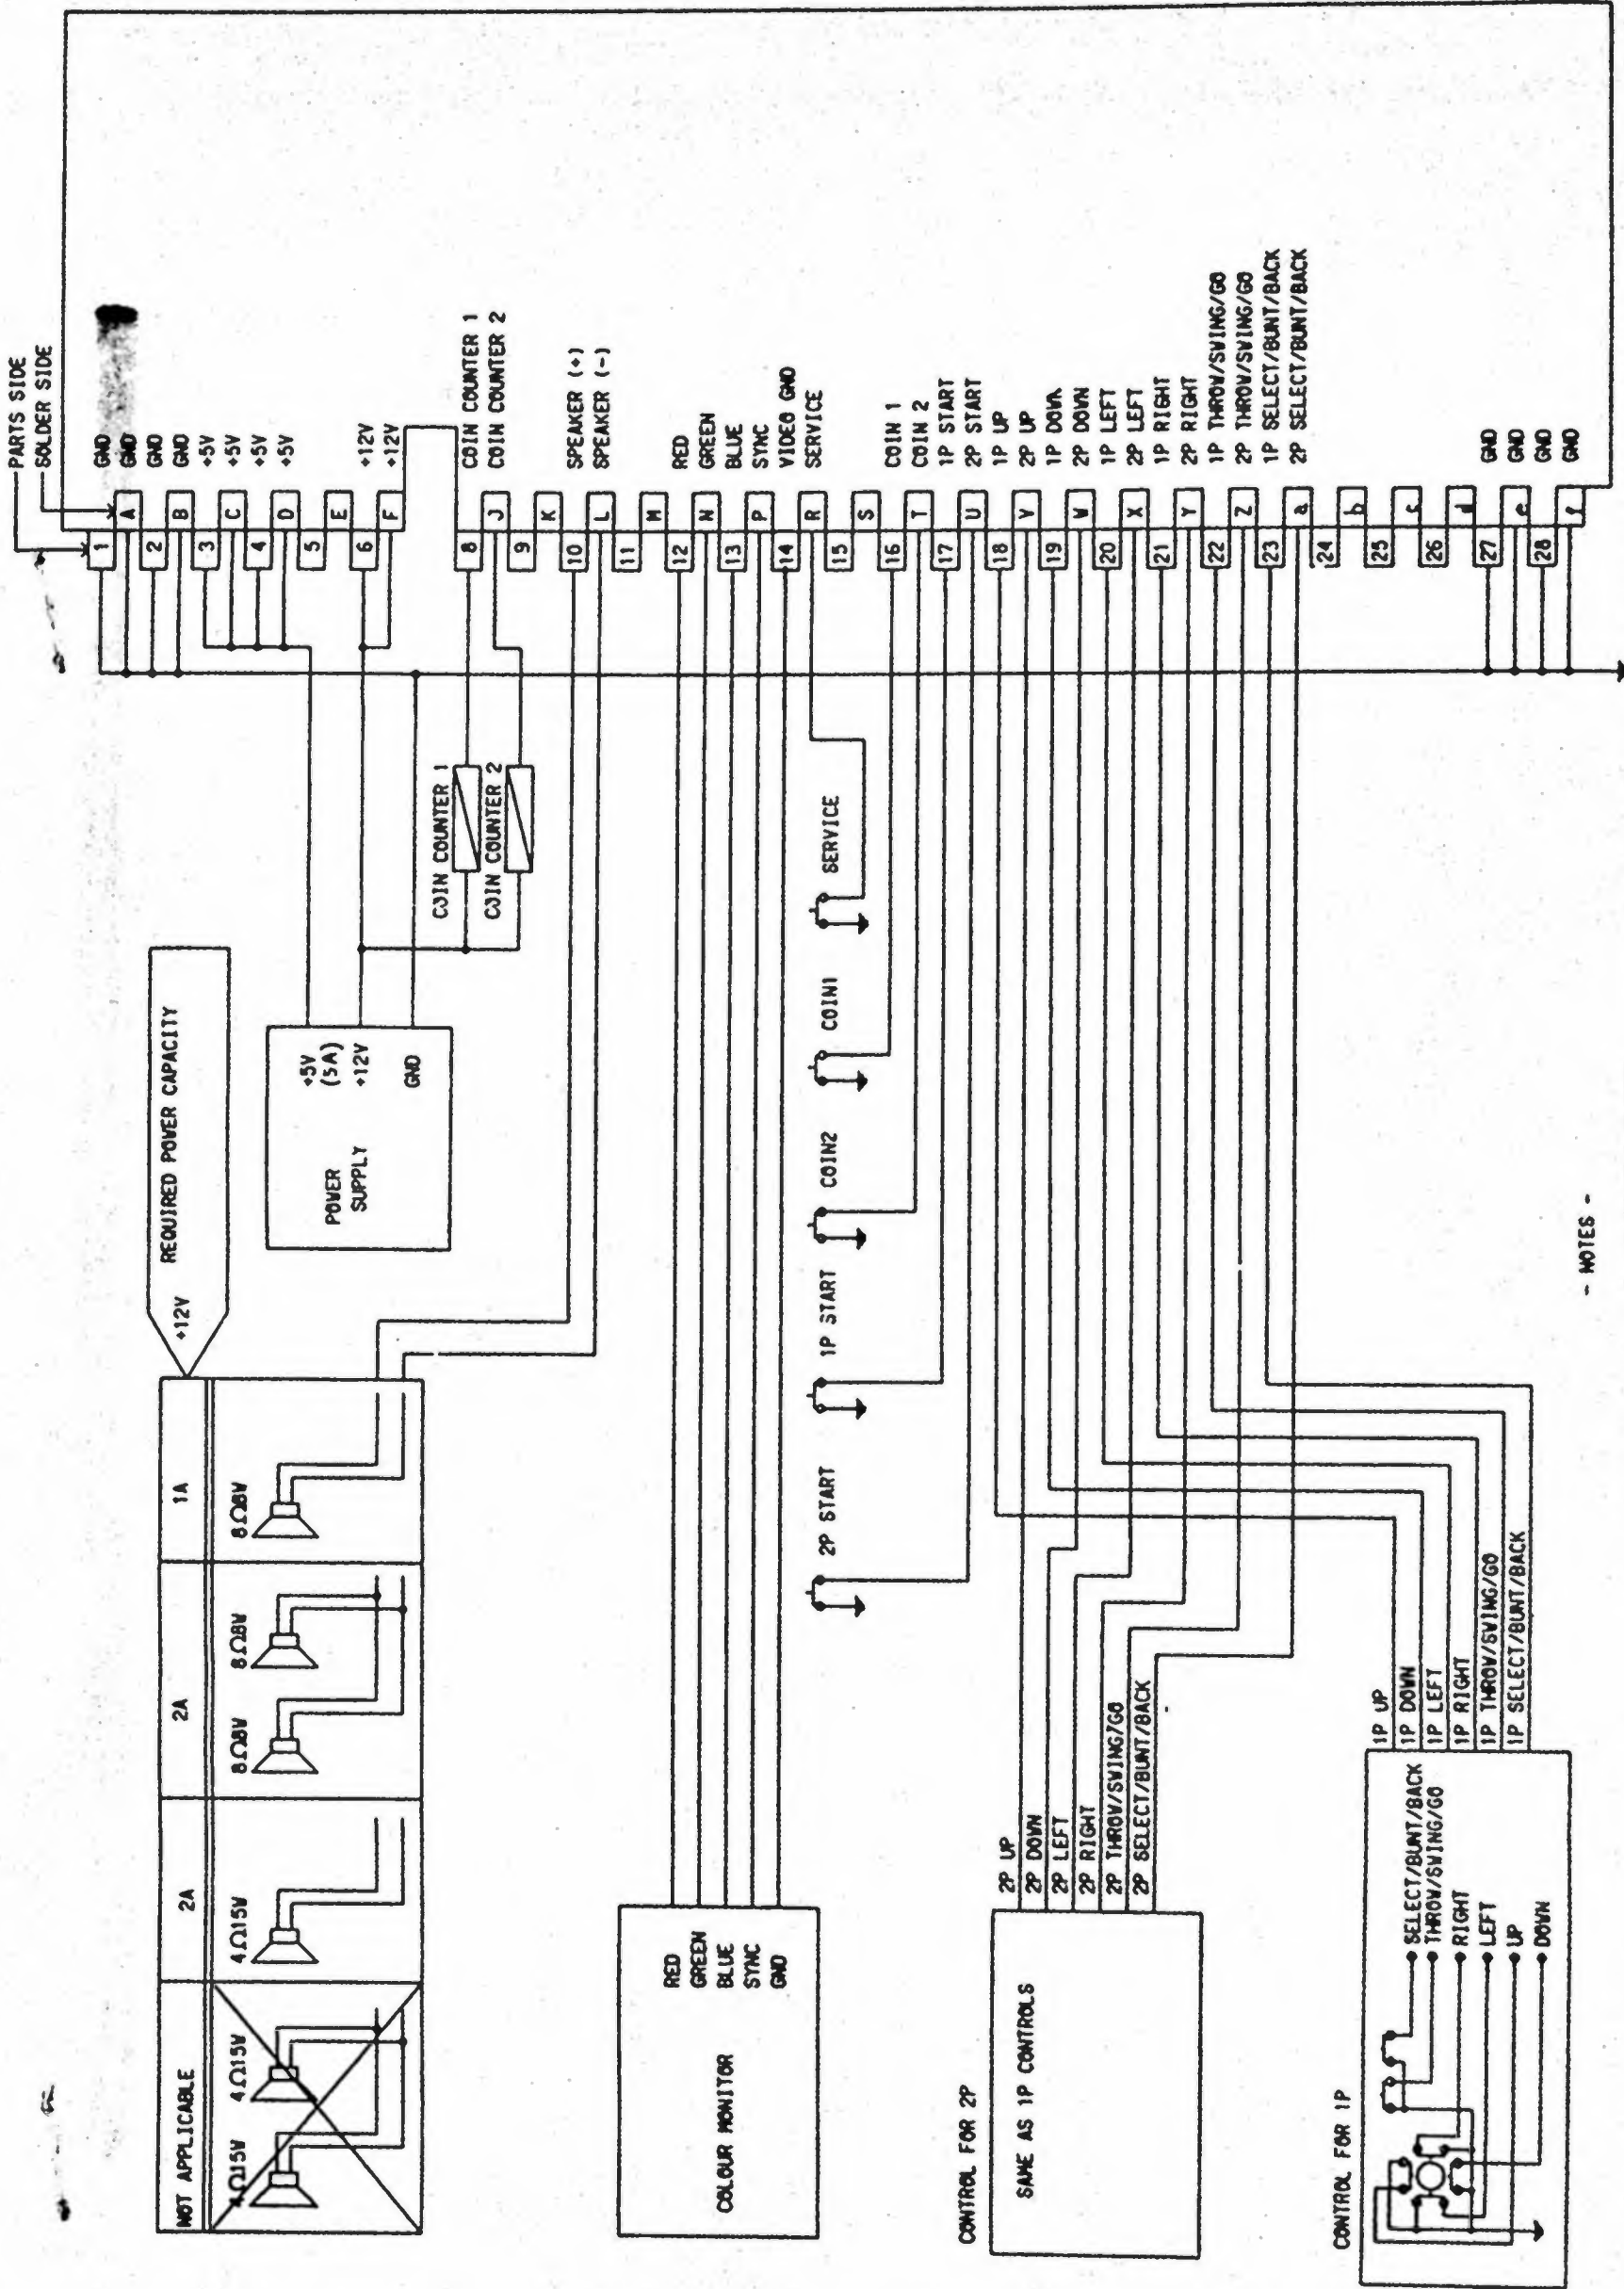 PARTS SIDE
SOLDER SIDE
1 GND
A GND
2 GND
B GND
3 +5V
C +5V
4 +5V
D +5V
5
E
6 +12V
F +12V
8 COIN COUNTER 1
J COIN COUNTER 2
9
K
10 SPEAKER (+)
L SPEAKER (-)
11
M
12 RED
N GREEN
13 BLUE
P SYNC
14 VIDEO GND
R SERVICE
15
S
16 COIN 1
T COIN 2
17 1P START
U 2P START
18 1P UP
V 2P UP
19 1P DOWN
W 2P DOWN
20 1P LEFT
X 2P LEFT
21 1P RIGHT
Y 2P RIGHT
22 1P THROW/SWING/GO
Z 2P THROW/SWING/GO
23 1P SELECT/BUNT/BACK
a 2P SELECT/BUNT/BACK
24
b
25
c
26
d
27 GND
e GND
28 GND
f GND
+12V REQUIRED POWER CAPACITY
NOT APPLICABLE
2A
2A
1A
4Ω15W
4Ω15W
4Ω15W
8Ω8W
8Ω8W
8Ω8W
POWER
SUPPLY
+5V
(5A)
+12V
GND
COIN COUNTER 1
COIN COUNTER 2
COLOUR MONITOR
RED
GREEN
BLUE
SYNC
GND
2P START
1P START
COIN2
COIN1
SERVICE
CONTROL FOR 2P
SAME AS 1P CONTROLS
2P UP
2P DOWN
2P LEFT
2P RIGHT
2P THROW/SWING/GO
2P SELECT/BUNT/BACK
CONTROL FOR 1P
SELECT/BUNT/BACK
THROW/SWING/GO
RIGHT
LEFT
UP
DOWN
1P UP
1P DOWN
1P LEFT
1P RIGHT
1P THROW/SWING/GO
1P SELECT/BUNT/BACK
- NOTES -